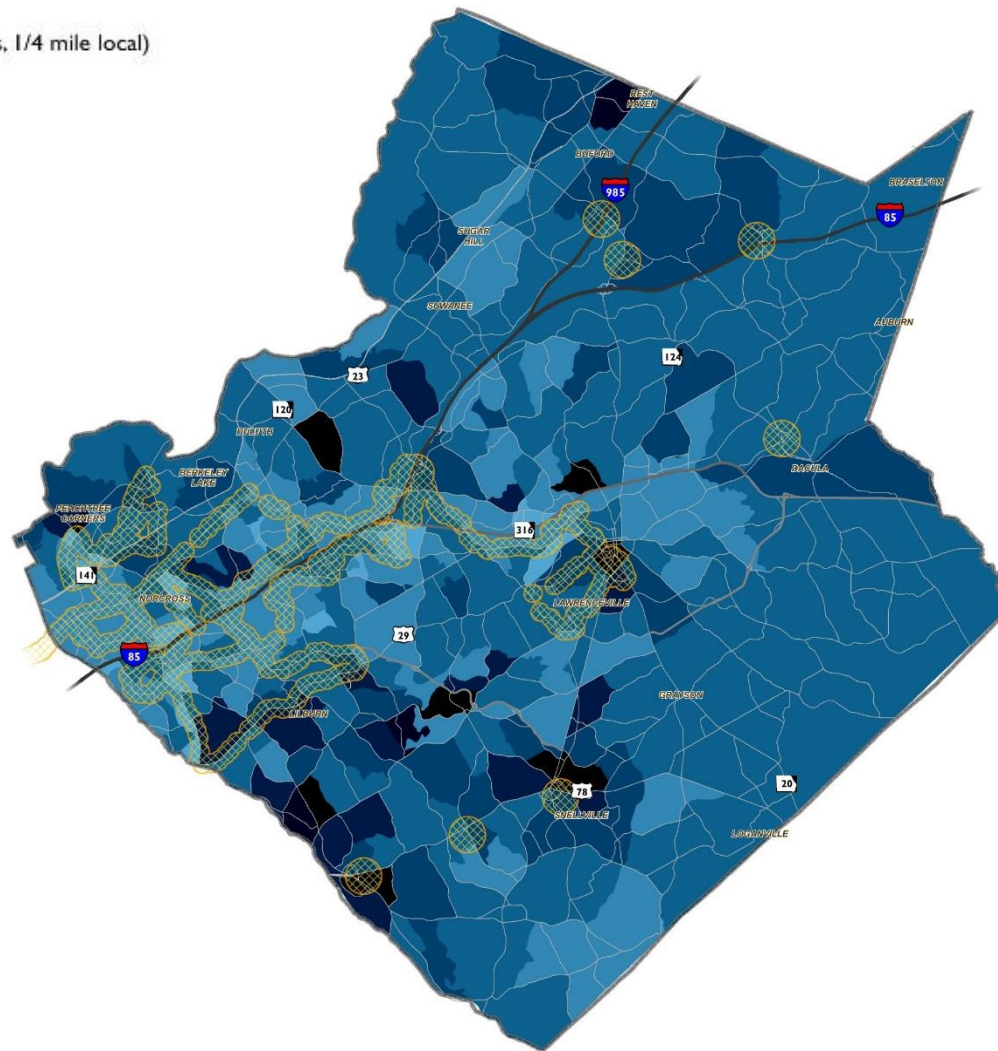 s, 1/4 mile local)
REST
HAVEN
BUFORD
985
BRASELTON
85
SUGAR
HILL
SUWANEE
AUBURN
124
23
120
DULUTH
DACULA
BERKELEY
LAKE
PEACHTREE
CORNERS
316
141
NORCROSS
LAWRENCEVILLE
29
85
GRAYSON
LILBURN
20
78
SNELLVILLE
LOGANVILLE